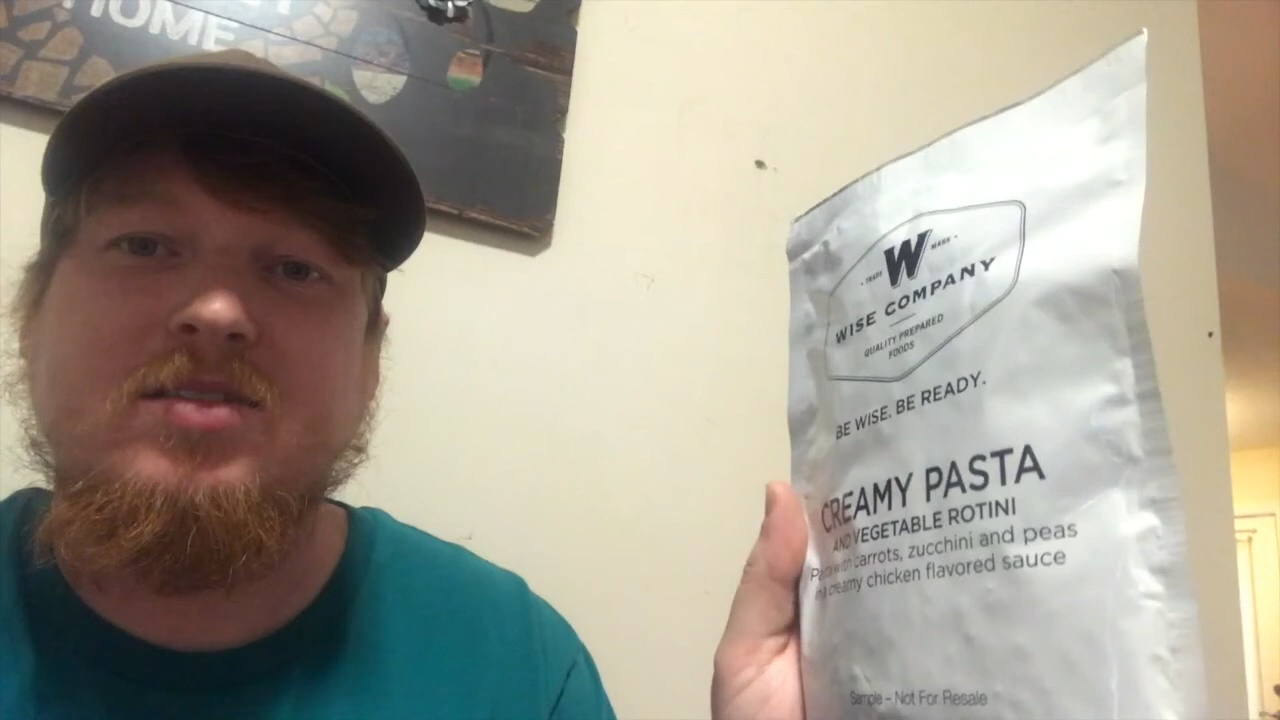 HOME
TRADE W MARK
WISE COMPANY
QUALITY PREPARED
FOODS
BE WISE. BE READY.
CREAMY PASTA
AND VEGETABLE ROTINI
Pasta with carrots, zucchini and peas
in a creamy chicken flavored sauce
Sample – Not For Resale